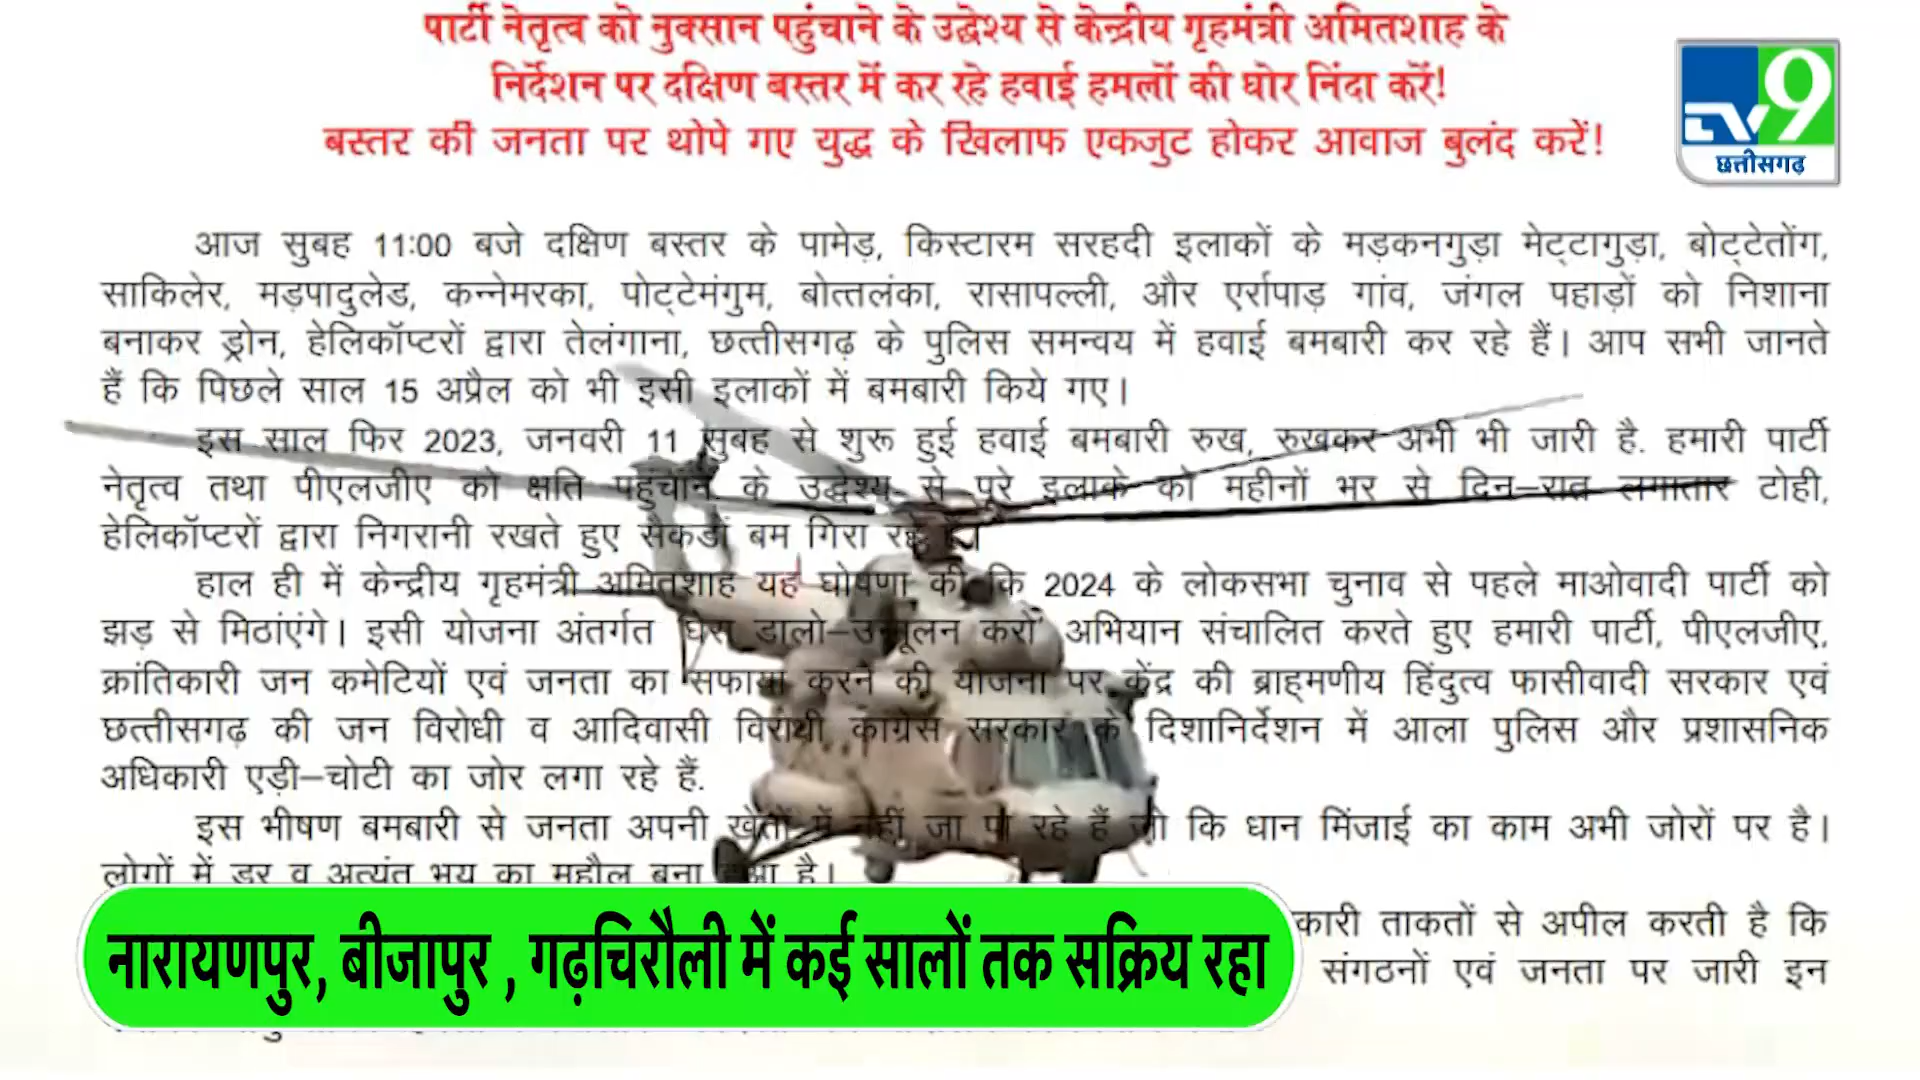 पार्टी नेतृत्व को नुक्सान पहुंचाने के उद्धेश्य से केन्द्रीय गृहमंत्री अमितशाह के
निर्देशन पर दक्षिण बस्तर में कर रहे हवाई हमलों की घोर निंदा करें!
बस्तर की जनता पर थोपे गए युद्ध के खिलाफ एकजुट होकर आवाज बुलंद करें!
TV9
छत्तीसगढ़
आज सुबह 11:00 बजे दक्षिण बस्तर के पामेड़, किस्टारम सरहदी इलाकों के मड़कनगुड़ा मेट्टागुड़ा, बोट्टेतोंग,
साकिलेर, मड़पादुलेड, कन्नेमरका, पोट्टेमंगुम, बोत्तलंका, रासापल्ली, और एर्रापाड़ गांव, जंगल पहाड़ों को निशाना
बनाकर ड्रोन, हेलिकॉप्टरों द्वारा तेलंगाना, छत्तीसगढ़ के पुलिस समन्वय में हवाई बमबारी कर रहे हैं। आप सभी जानते
हैं कि पिछले साल 15 अप्रैल को भी इसी इलाकों में बमबारी किये गए।
इस साल फिर 2023, जनवरी 11 सुबह से शुरू हुई हवाई बमबारी रुख, रुखकर अभी भी जारी है. हमारी पार्टी
नेतृत्व तथा पीएलजीए को क्षति पहुंचाने के उद्धेश्य से पूरे इलाके को महीनों भर से दिन–रात लगातार टोही,
हेलिकॉप्टरों द्वारा निगरानी रखते हुए सैकडों बम गिरा रहे
हाल ही में केन्द्रीय गृहमंत्री अमितशाह यह घोषणा की कि 2024 के लोकसभा चुनाव से पहले माओवादी पार्टी को
झड़ से मिठांएंगे। इसी योजना अंतर्गत घिस डालो–उन्मूलन करों अभियान संचालित करते हुए हमारी पार्टी, पीएलजीए,
क्रांतिकारी जन कमेटियों एवं जनता का सफाया करने की योजना पर केंद्र की ब्राह्मणीय हिंदुत्व फासीवादी सरकार एवं
छत्तीसगढ़ की जन विरोधी व आदिवासी विरोधी कांग्रेस सरकार के दिशानिर्देशन में आला पुलिस और प्रशासनिक
अधिकारी एड़ी–चोटी का जोर लगा रहे हैं.
इस भीषण बमबारी से जनता अपनी खेतों में नहीं जा पा रहे हैं जो कि धान मिंजाई का काम अभी जोरों पर है।
लोगों में डर व अत्यंत भय का महौल बना हुआ है।
कारी ताकतों से अपील करती है कि
संगठनों एवं जनता पर जारी इन
नारायणपुर, बीजापुर , गढ़चिरौली में कई सालों तक सक्रिय रहा